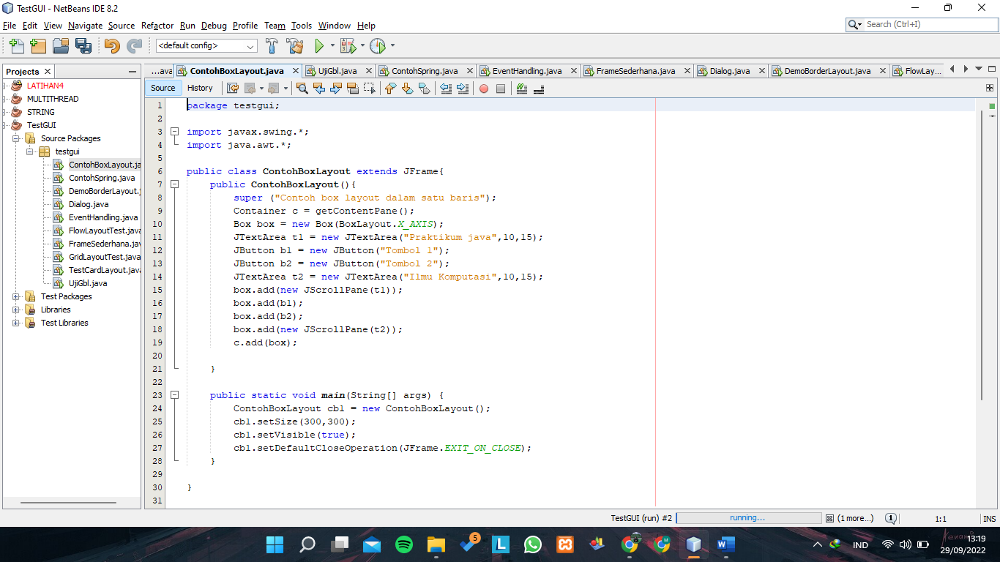 TestGUI - NetBeans IDE 8.2
File Edit View Navigate Source Refactor Run Debug Profile Team Tools Window Help
Search (Ctrl+I)
<default config>
Projects
...ava ContohBoxLayout.java UjiGbl.java ContohSpring.java EventHandling.java FrameSederhana.java Dialog.java DemoBorderLayout.java FlowLay...
Source History
LATIHAN4
MULTITHREAD
STRING
TestGUI
Source Packages
testgui
ContohBoxLayout.ja
ContohSpring.java
DemoBorderLayout.
Dialog.java
EventHandling.java
FlowLayoutTest.java
FrameSederhana.jav
GridLayoutTest.java
TestCardLayout.java
UjiGbl.java
Test Packages
Libraries
Test Libraries
1 package testgui;
2
3 import javax.swing.*;
4 import java.awt.*;
5
6 public class ContohBoxLayout extends JFrame{
7 public ContohBoxLayout(){
8 super ("Contoh box layout dalam satu baris");
9 Container c = getContentPane();
10 Box box = new Box(BoxLayout.X_AXIS);
11 JTextArea t1 = new JTextArea("Praktikum java",10,15);
12 JButton b1 = new JButton("Tombol 1");
13 JButton b2 = new JButton("Tombol 2");
14 JTextArea t2 = new JTextArea("Ilmu Komputasi",10,15);
15 box.add(new JScrollPane(t1));
16 box.add(b1);
17 box.add(b2);
18 box.add(new JScrollPane(t2));
19 c.add(box);
20
21 }
22
23 public static void main(String[] args) {
24 ContohBoxLayout cbl = new ContohBoxLayout();
25 cbl.setSize(300,300);
26 cbl.setVisible(true);
27 cbl.setDefaultCloseOperation(JFrame.EXIT_ON_CLOSE);
28 }
29
30 }
31
TestGUI (run) #2 running... (1 more...) 1 1:1 INS
5
L
W
IND
13:19
29/09/2022